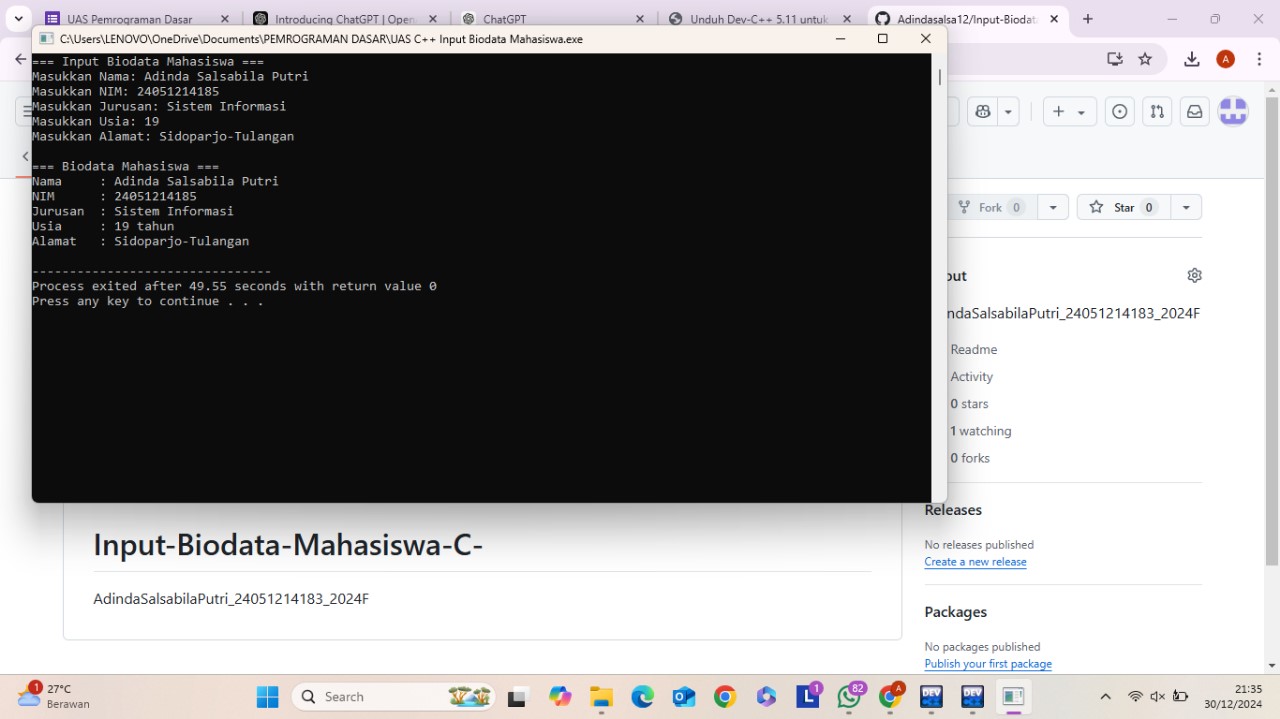 UAS Pemrograman Dasar
Introducing ChatGPT | Open
ChatGPT
Unduh Dev-C++ 5.11 untuk
Adindasalsa12/Input-Biodat
C:\Users\LENOVO\OneDrive\Documents\PEMROGRAMAN DASAR\UAS C++ Input Biodata Mahasiswa.exe
=== Input Biodata Mahasiswa ===
Masukkan Nama: Adinda Salsabila Putri
Masukkan NIM: 24051214185
Masukkan Jurusan: Sistem Informasi
Masukkan Usia: 19
Masukkan Alamat: Sidoparjo-Tulangan
=== Biodata Mahasiswa ===
Nama     : Adinda Salsabila Putri
NIM      : 24051214185
Jurusan  : Sistem Informasi
Usia     : 19 tahun
Alamat   : Sidoparjo-Tulangan
--------------------------------
Process exited after 49.55 seconds with return value 0
Press any key to continue . . .
A
Fork 0
Star 0
out
ndaSalsabilaPutri_24051214183_2024F
Readme
Activity
0 stars
1 watching
0 forks
Releases
No releases published
Create a new release
Packages
No packages published
Publish your first package
Input-Biodata-Mahasiswa-C-
AdindaSalsabilaPutri_24051214183_2024F
1
27°C
Berawan
Search
L
1
82
A
DEV
DEV
21:35
30/12/2024